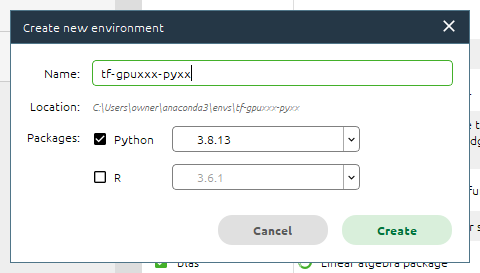 Create new environment
Name: tf-gpuxxx-pyxx
Location: C:\Users\owner\anaconda3\envs\tf-gpuxxx-pyxx
Packages: Python 3.8.13
R 3.6.1
Cancel Create
blas Linear algebra package